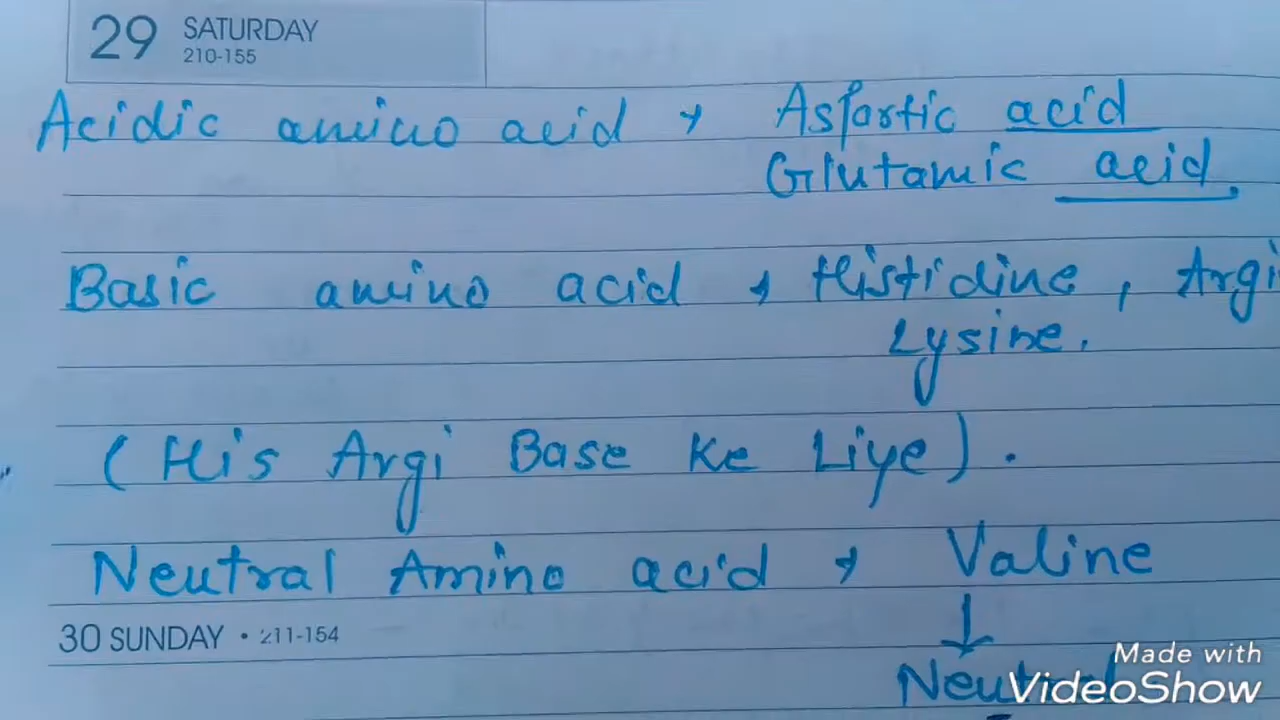 29 SATURDAY
210-155
Acidic amino acid → Aspartic acid
Glutamic acid.
Basic amino acid → Histidine, Argi
Lysine.
(His Argi Base Ke Liye).
Neutral Amino acid → Valine
↓
30 SUNDAY • 211-154
Neutral
Made with
VideoShow